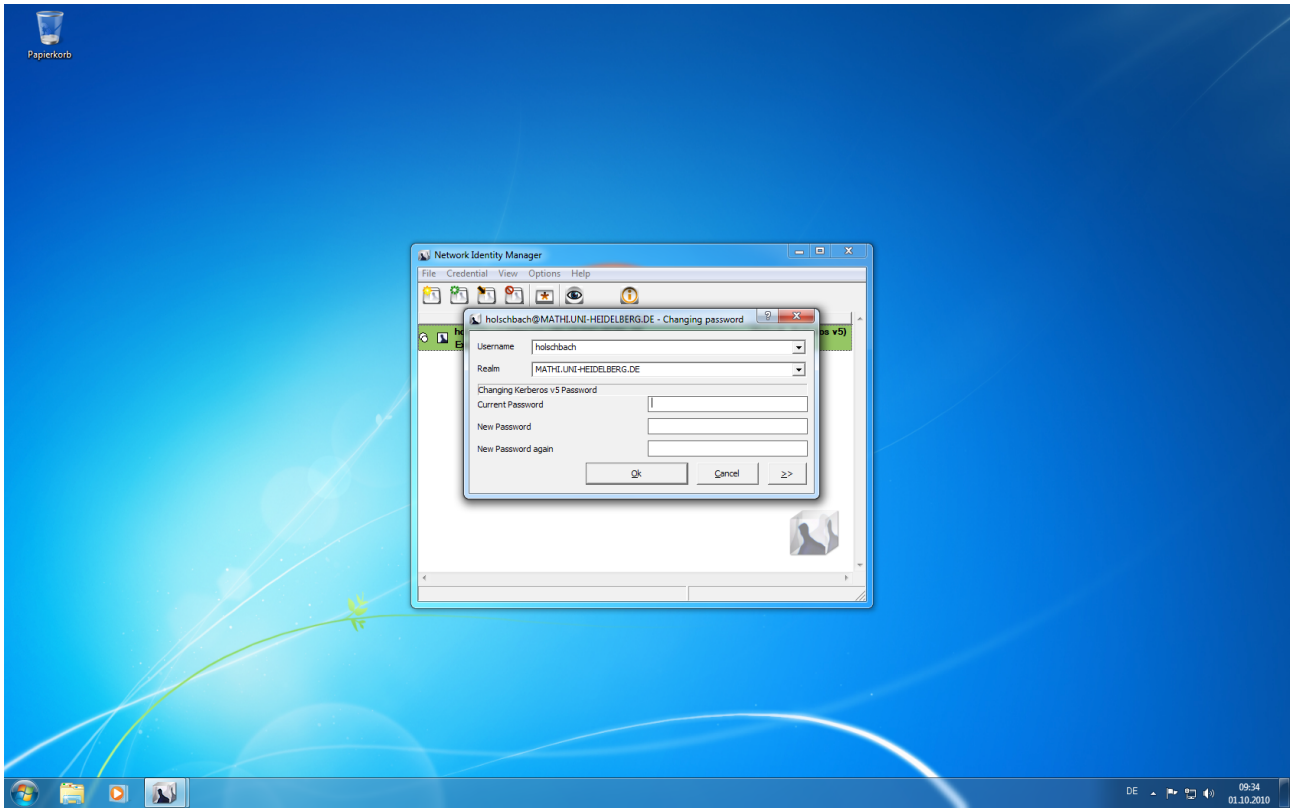 Papierkorb
Network Identity Manager
File Credential View Options Help
holschbach@MATHI.UNI-HEIDELBERG.DE - Changing password
os v5)
Username holschbach
Realm MATHI.UNI-HEIDELBERG.DE
Changing Kerberos v5 Password
Current Password
New Password
New Password again
Ok Cancel >>
DE 09:34
01.10.2010